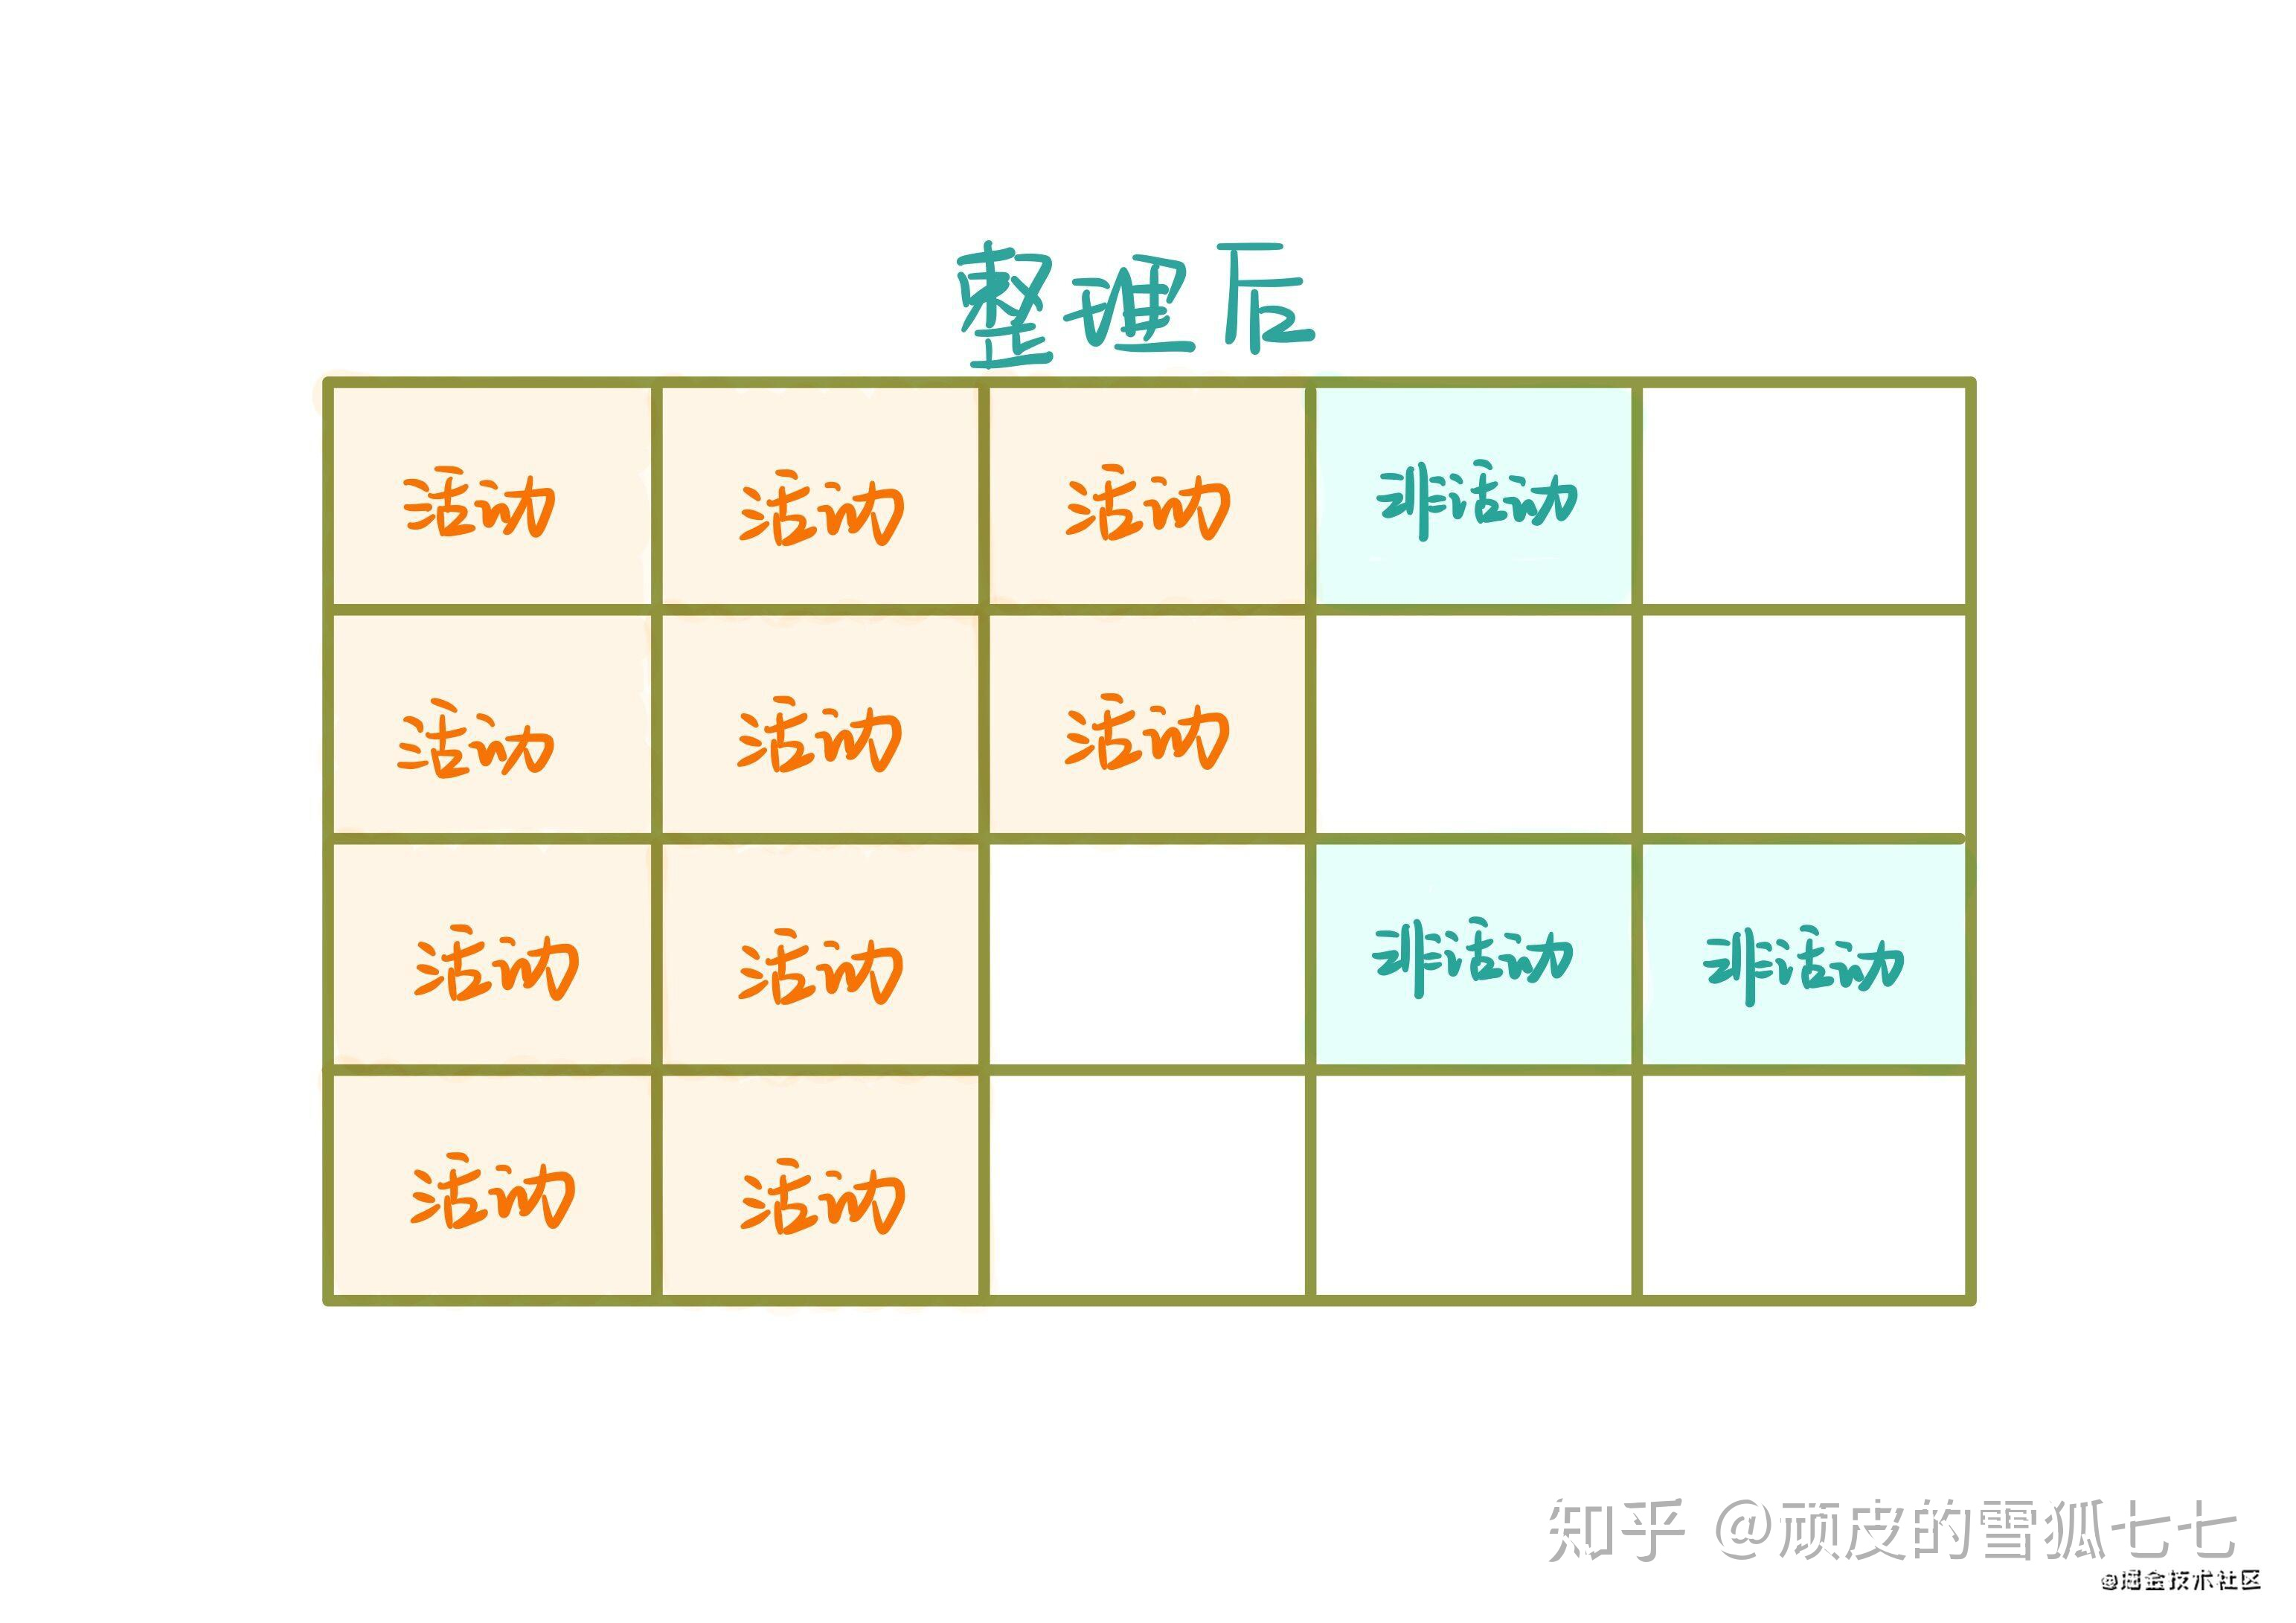 整理后
活动 活动 活动 非活动
活动 活动 活动
活动 活动 非活动 非活动
活动 活动
知乎 @顽皮的雪狐七七
@掘金技术社区